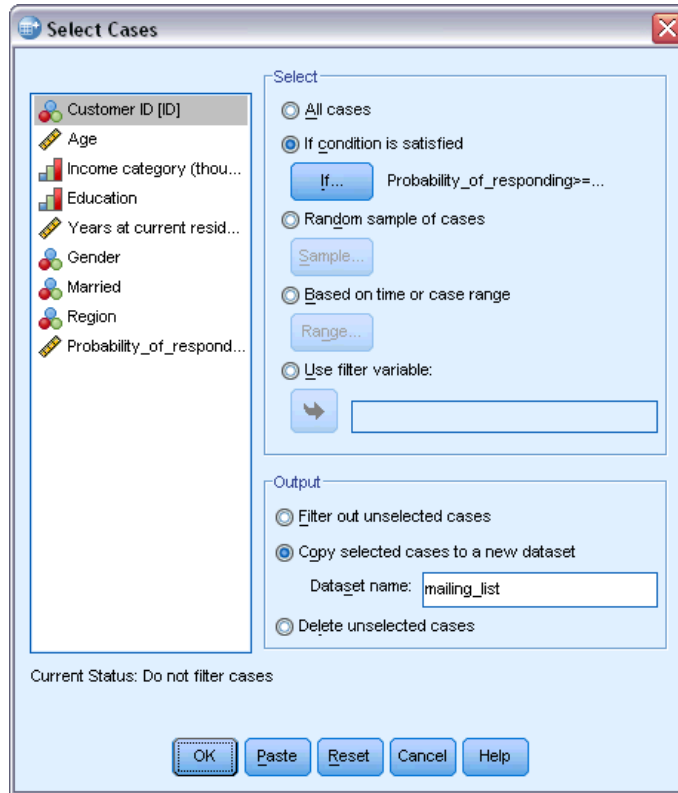 Select Cases
Customer ID [ID]
Age
Income category (thou...
Education
Years at current resid...
Gender
Married
Region
Probability_of_respond...
Select
All cases
If condition is satisfied
If...
Probability_of_responding>=...
Random sample of cases
Sample...
Based on time or case range
Range...
Use filter variable:
Output
Filter out unselected cases
Copy selected cases to a new dataset
Dataset name: mailing_list
Delete unselected cases
Current Status: Do not filter cases
OK Paste Reset Cancel Help